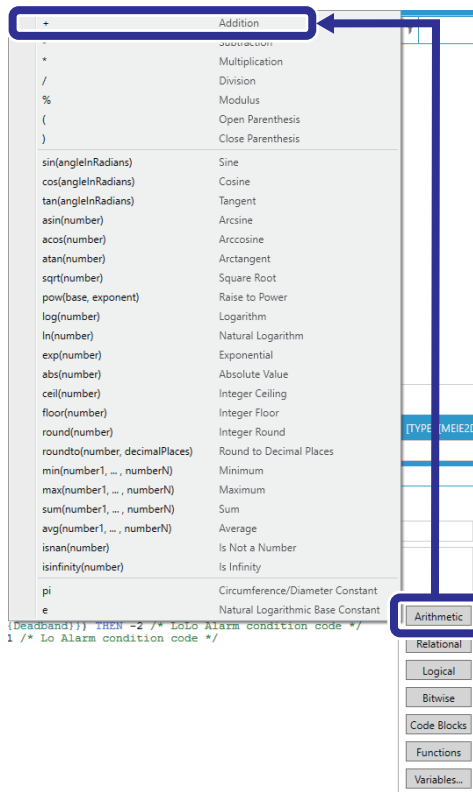 + Addition
- Subtraction
* Multiplication
/ Division
% Modulus
( Open Parenthesis
) Close Parenthesis
sin(angleInRadians) Sine
cos(angleInRadians) Cosine
tan(angleInRadians) Tangent
asin(number) Arcsine
acos(number) Arccosine
atan(number) Arctangent
sqrt(number) Square Root
pow(base, exponent) Raise to Power
log(number) Logarithm
ln(number) Natural Logarithm
exp(number) Exponential
abs(number) Absolute Value
ceil(number) Integer Ceiling
floor(number) Integer Floor
[TYPE] [MEIE2D
round(number) Integer Round
roundto(number, decimalPlaces) Round to Decimal Places
min(number1, ... , numberN) Minimum
max(number1, ... , numberN) Maximum
sum(number1, ... , numberN) Sum
avg(number1, ... , numberN) Average
isnan(number) Is Not a Number
isinfinity(number) Is Infinity
pi Circumference/Diameter Constant
e Natural Logarithmic Base Constant
{Deadband}}) THEN -2 /* LoLo Alarm condition code */
1 /* Lo Alarm condition code */
Arithmetic
Relational
Logical
Bitwise
Code Blocks
Functions
Variables...